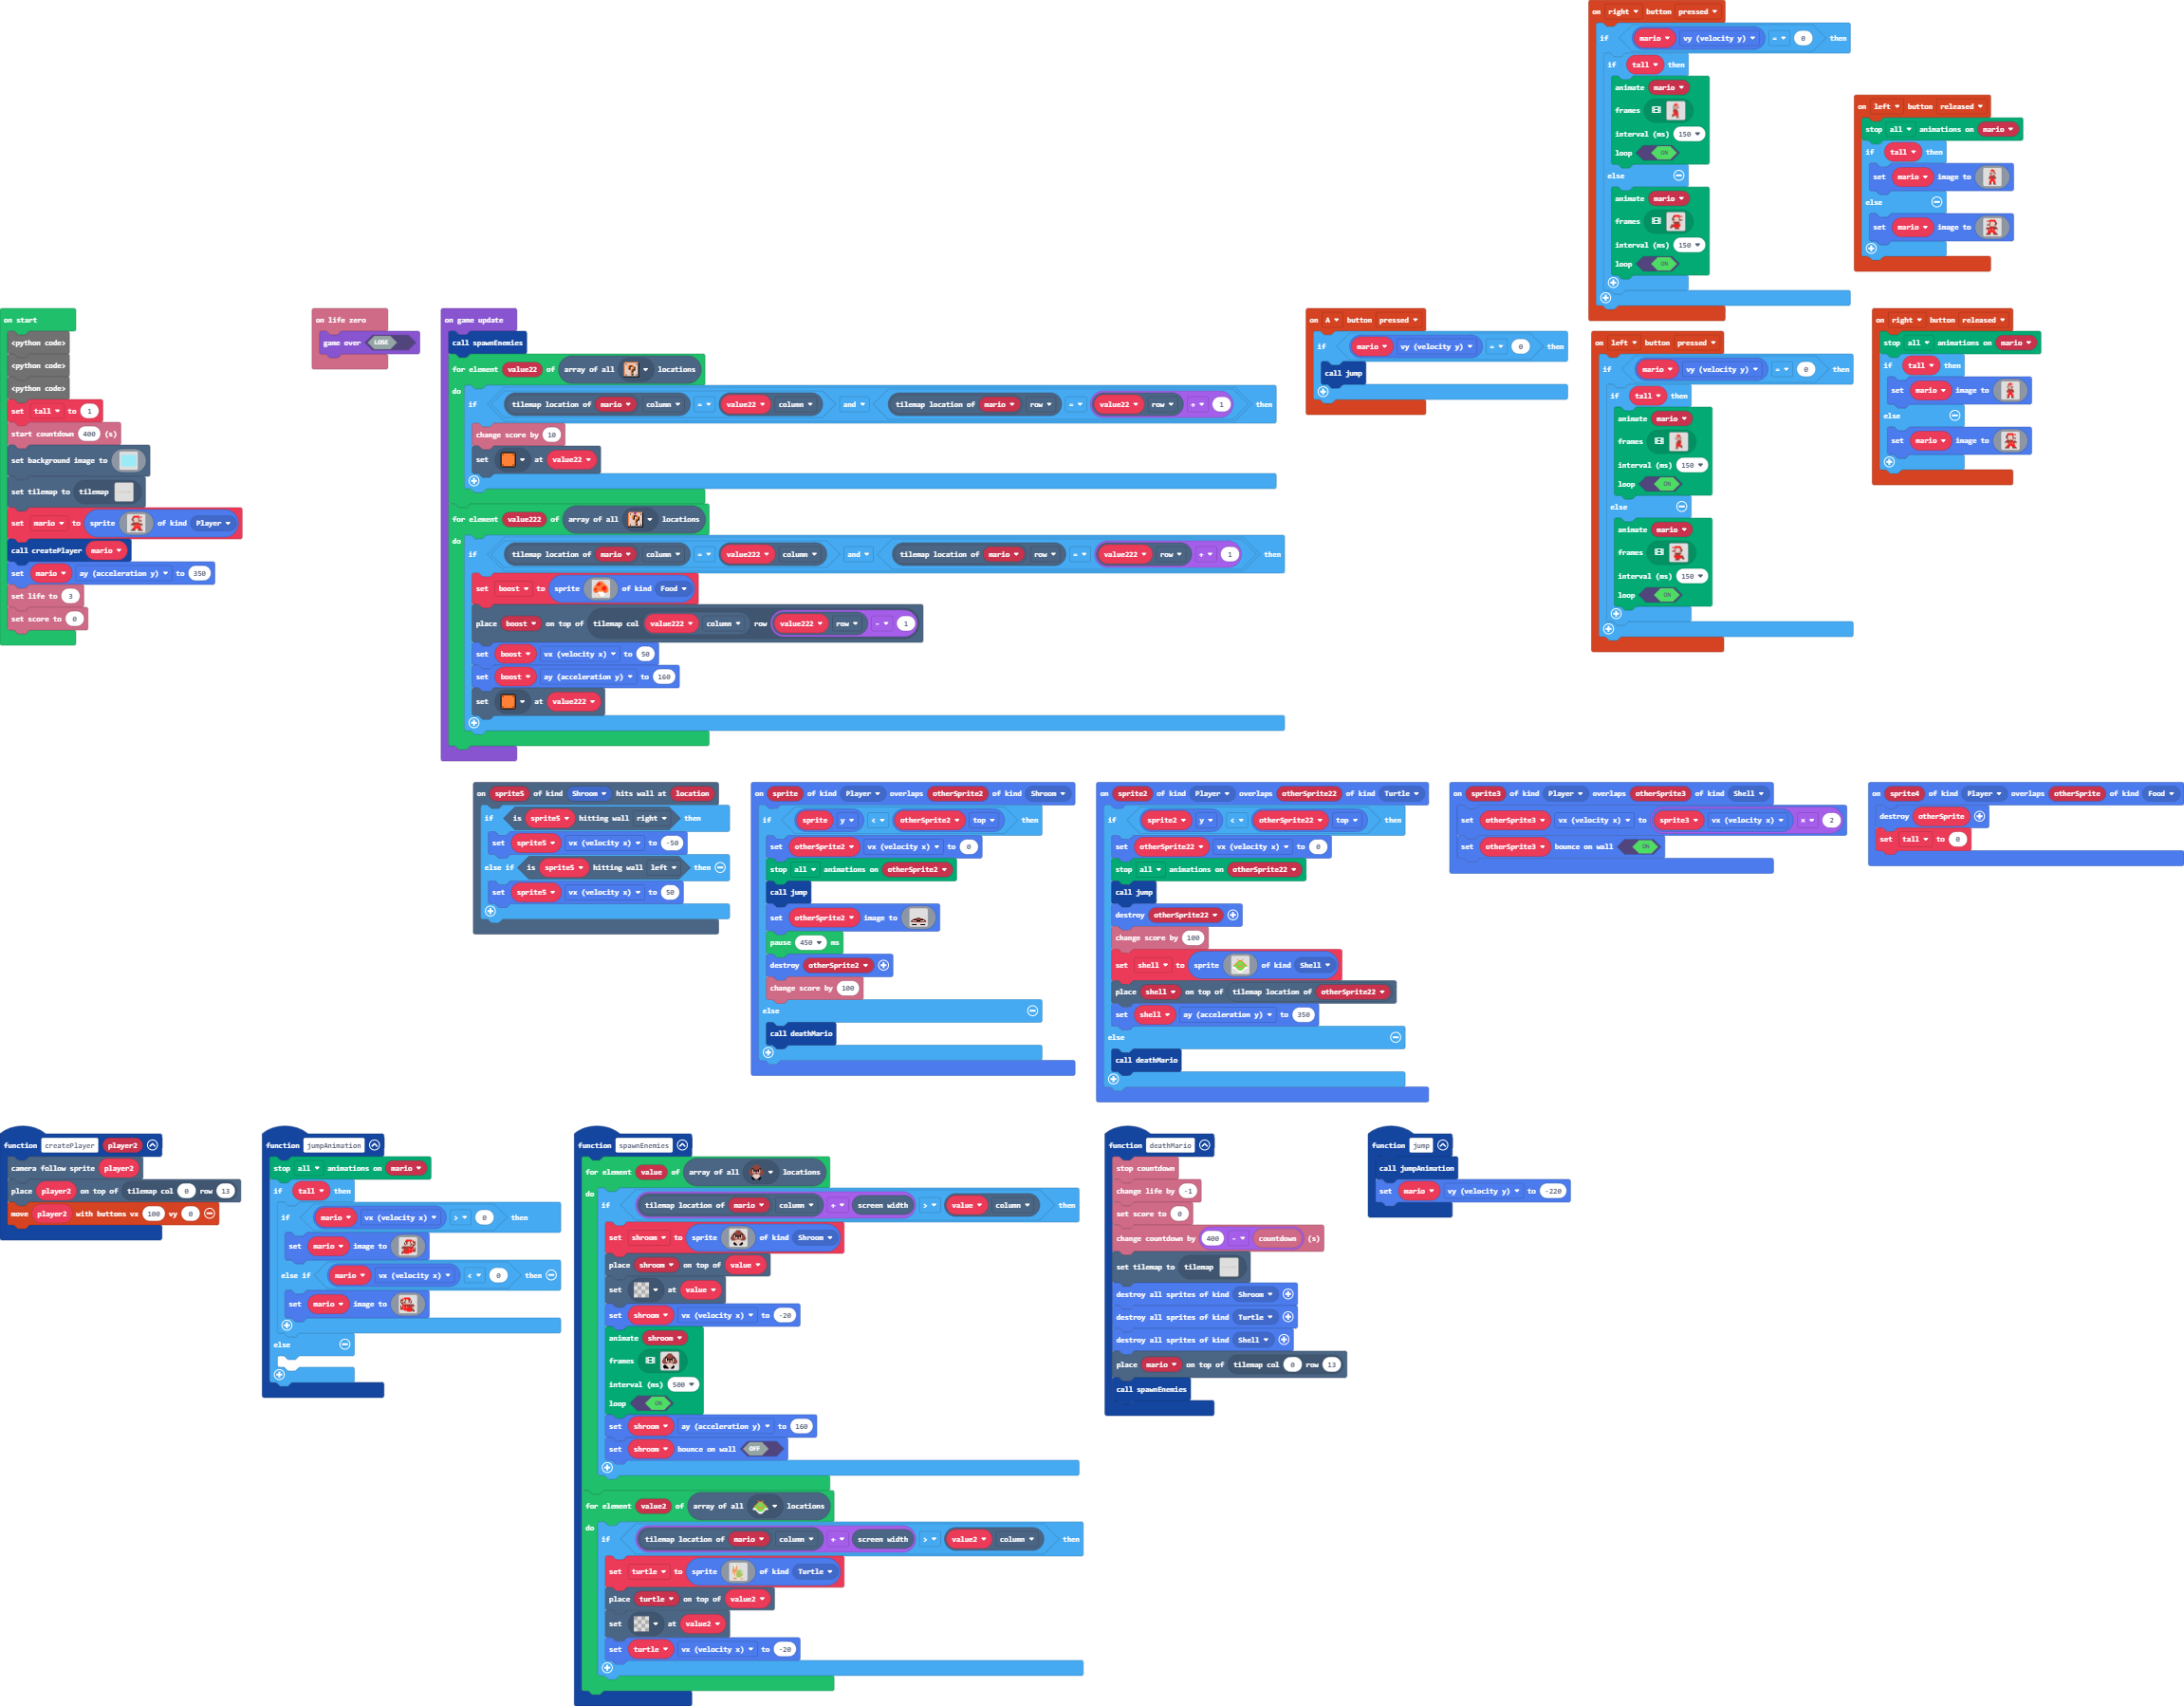 on start
<python code>
<python code>
<python code>
set tall to 1
start countdown 400 (s)
set background image to
set tilemap to tilemap
set mario to sprite of kind Player
call createPlayer mario
set mario ay (acceleration y) to 350
set life to 3
set score to 0
on life zero
game over LOSE
on game update
call spawnEnemies
for element value22 of array of all locations
do
if tilemap location of mario column = value22 column and tilemap location of mario row = value22 row + 1 then
change score by 10
set at value22
for element value222 of array of all locations
do
if tilemap location of mario column = value222 column and tilemap location of mario row = value222 row + 1 then
set boost to sprite of kind Food
place boost on top of tilemap col value222 column row value222 row - 1
set boost vx (velocity x) to 50
set boost ay (acceleration y) to 160
set at value222
on A button pressed
if mario vy (velocity y) = 0 then
call jump
on right button pressed
if mario vy (velocity y) = 0 then
if tall then
animate mario
frames
interval (ms) 150
loop ON
else
animate mario
frames
interval (ms) 150
loop ON
on left button released
stop all animations on mario
if tall then
set mario image to
else
set mario image to
on left button pressed
if mario vy (velocity y) = 0 then
if tall then
animate mario
frames
interval (ms) 150
loop ON
else
animate mario
frames
interval (ms) 150
loop ON
on right button released
stop all animations on mario
if tall then
set mario image to
else
set mario image to
on sprite5 of kind Shroom hits wall at location
if is sprite5 hitting wall right then
set sprite5 vx (velocity x) to -50
else if is sprite5 hitting wall left then
set sprite5 vx (velocity x) to 50
on sprite of kind Player overlaps otherSprite2 of kind Shroom
if sprite y < otherSprite2 top then
set otherSprite2 vx (velocity x) to 0
stop all animations on otherSprite2
call jump
set otherSprite2 image to
pause 450 ms
destroy otherSprite2
change score by 100
else
call deathMario
on sprite2 of kind Player overlaps otherSprite22 of kind Turtle
if sprite2 y < otherSprite22 top then
set otherSprite22 vx (velocity x) to 0
stop all animations on otherSprite22
call jump
destroy otherSprite22
change score by 100
set shell to sprite of kind Shell
place shell on top of tilemap location of otherSprite22
set shell ay (acceleration y) to 350
else
call deathMario
on sprite3 of kind Player overlaps otherSprite3 of kind Shell
set otherSprite3 vx (velocity x) to sprite3 vx (velocity x) × 2
set otherSprite3 bounce on wall ON
on sprite4 of kind Player overlaps otherSprite of kind Food
destroy otherSprite
set tall to 0
function createPlayer player2
camera follow sprite player2
place player2 on top of tilemap col 0 row 13
move player2 with buttons vx 100 vy 0
function jumpAnimation
stop all animations on mario
if tall then
if mario vx (velocity x) > 0 then
set mario image to
else if mario vx (velocity x) < 0 then
set mario image to
else
function spawnEnemies
for element value of array of all locations
do
if tilemap location of mario column + screen width > value column then
set shroom to sprite of kind Shroom
place shroom on top of value
set at value
set shroom vx (velocity x) to -20
animate shroom
frames
interval (ms) 500
loop ON
set shroom ay (acceleration y) to 160
set shroom bounce on wall OFF
for element value2 of array of all locations
do
if tilemap location of mario column + screen width > value2 column then
set turtle to sprite of kind Turtle
place turtle on top of value2
set at value2
set turtle vx (velocity x) to -20
function deathMario
stop countdown
change life by -1
set score to 0
change countdown by 400 - countdown (s)
set tilemap to tilemap
destroy all sprites of kind Shroom
destroy all sprites of kind Turtle
destroy all sprites of kind Shell
place mario on top of tilemap col 0 row 13
call spawnEnemies
function jump
call jumpAnimation
set mario vy (velocity y) to -220